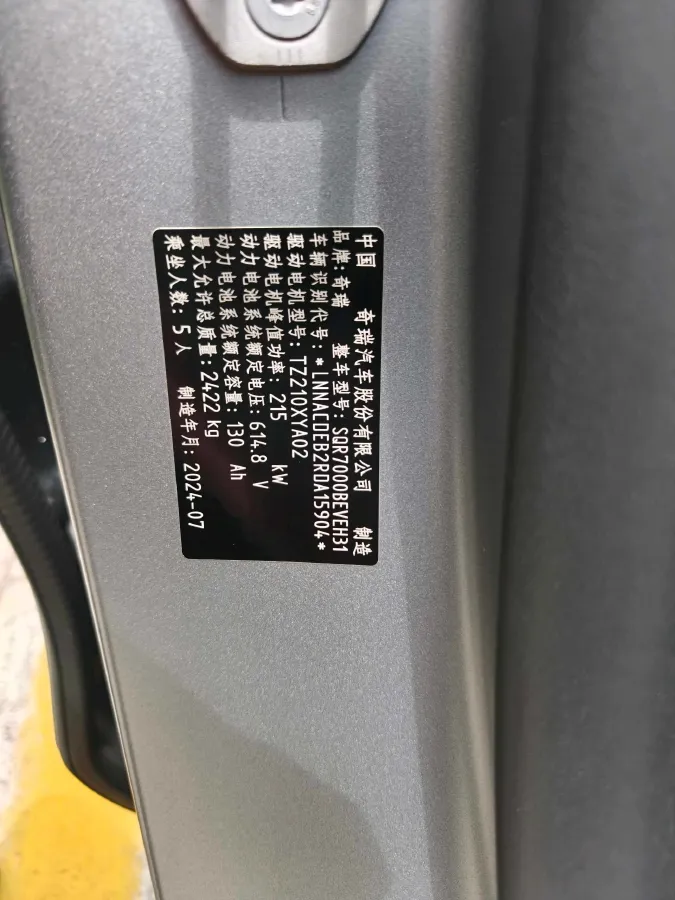 中国 奇瑞汽车股份有限公司 制造
品牌:奇瑞 整车型号:SQR7000BEVEH31
车辆识别代号:*LNNACDEB2RDA15904*
驱动电机型号:TZ210XYA02
驱动电机峰值功率:215 kW
动力电池系统额定电压:614.8 V
动力电池系统额定容量:130 Ah
最大允许总质量:2422 kg
乘坐人数:5人 制造年月:2024-07